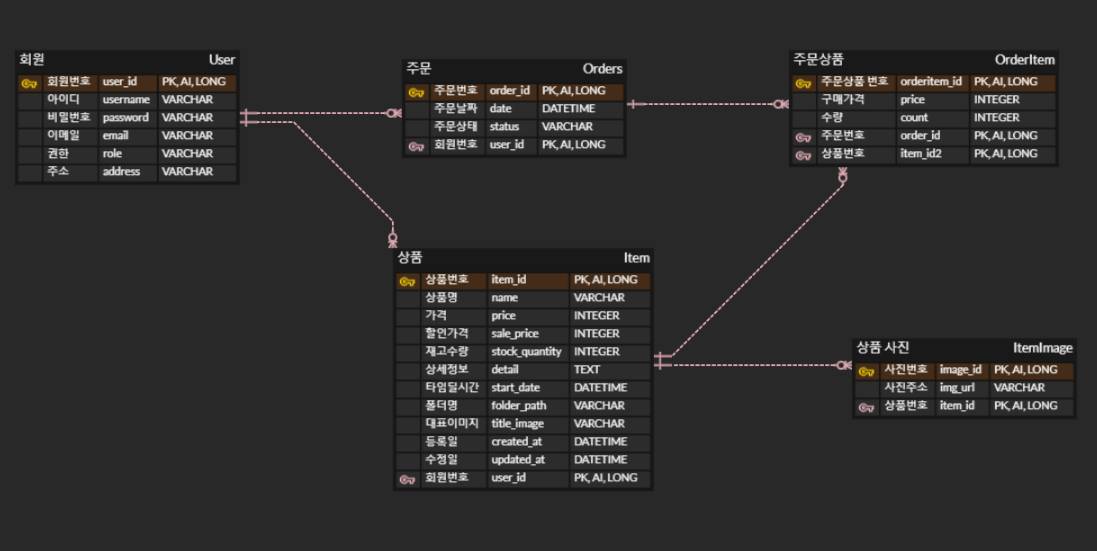 회원 User
회원번호 user_id PK, AI, LONG
아이디 username VARCHAR
비밀번호 password VARCHAR
이메일 email VARCHAR
권한 role VARCHAR
주소 address VARCHAR
주문 Orders
주문번호 order_id PK, AI, LONG
주문날짜 date DATETIME
주문상태 status VARCHAR
회원번호 user_id PK, AI, LONG
주문상품 OrderItem
주문상품 번호 orderitem_id PK, AI, LONG
구매가격 price INTEGER
수량 count INTEGER
주문번호 order_id PK, AI, LONG
상품번호 item_id2 PK, AI, LONG
상품 Item
상품번호 item_id PK, AI, LONG
상품명 name VARCHAR
가격 price INTEGER
할인가격 sale_price INTEGER
재고수량 stock_quantity INTEGER
상세정보 detail TEXT
타임딜시간 start_date DATETIME
폴더명 folder_path VARCHAR
대표이미지 title_image VARCHAR
등록일 created_at DATETIME
수정일 updated_at DATETIME
회원번호 user_id PK, AI, LONG
상품 사진 ItemImage
사진번호 image_id PK, AI, LONG
사진주소 img_url VARCHAR
상품번호 item_id PK, AI, LONG